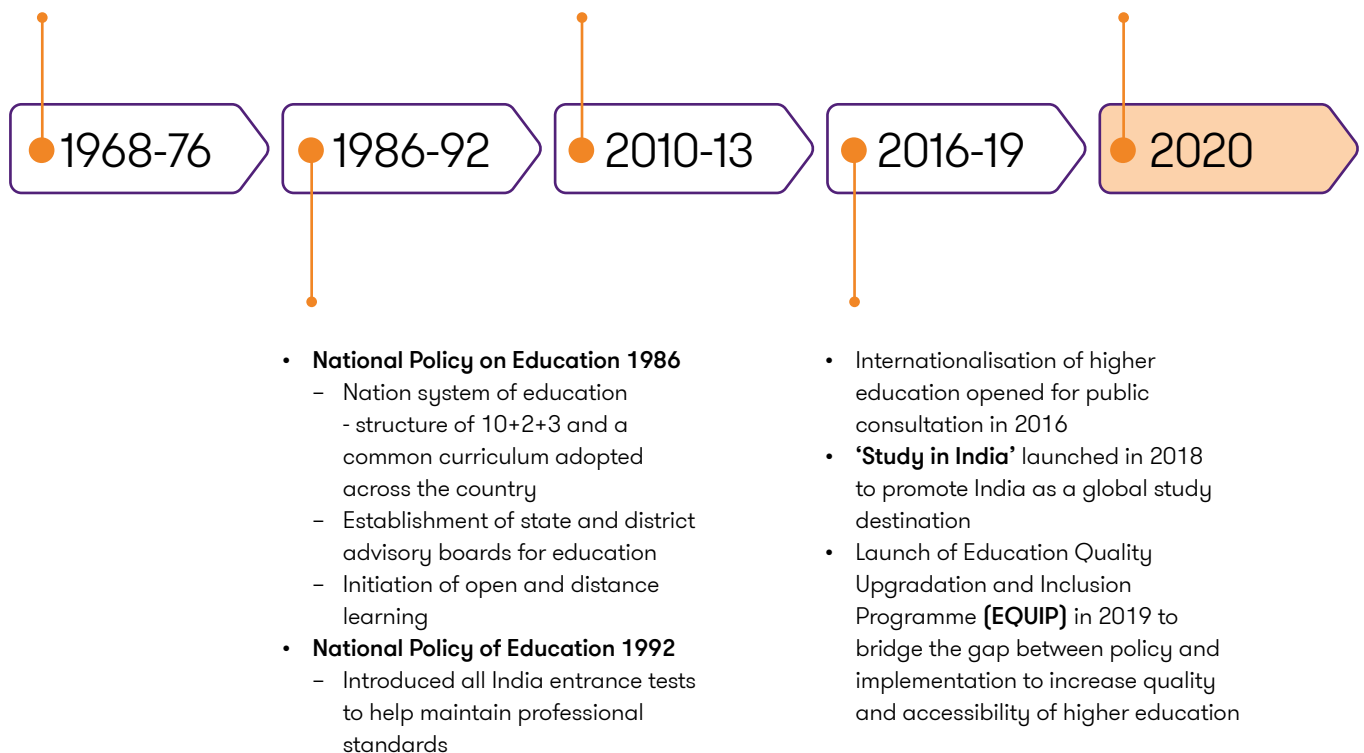 1968-76
1986-92
2010-13
2016-19
2020
• National Policy on Education 1986
– Nation system of education
- structure of 10+2+3 and a
common curriculum adopted
across the country
– Establishment of state and district
advisory boards for education
– Initiation of open and distance
learning
• National Policy of Education 1992
– Introduced all India entrance tests
to help maintain professional
standards
• Internationalisation of higher
education opened for public
consultation in 2016
• ‘Study in India’ launched in 2018
to promote India as a global study
destination
• Launch of Education Quality
Upgradation and Inclusion
Programme (EQUIP) in 2019 to
bridge the gap between policy and
implementation to increase quality
and accessibility of higher education